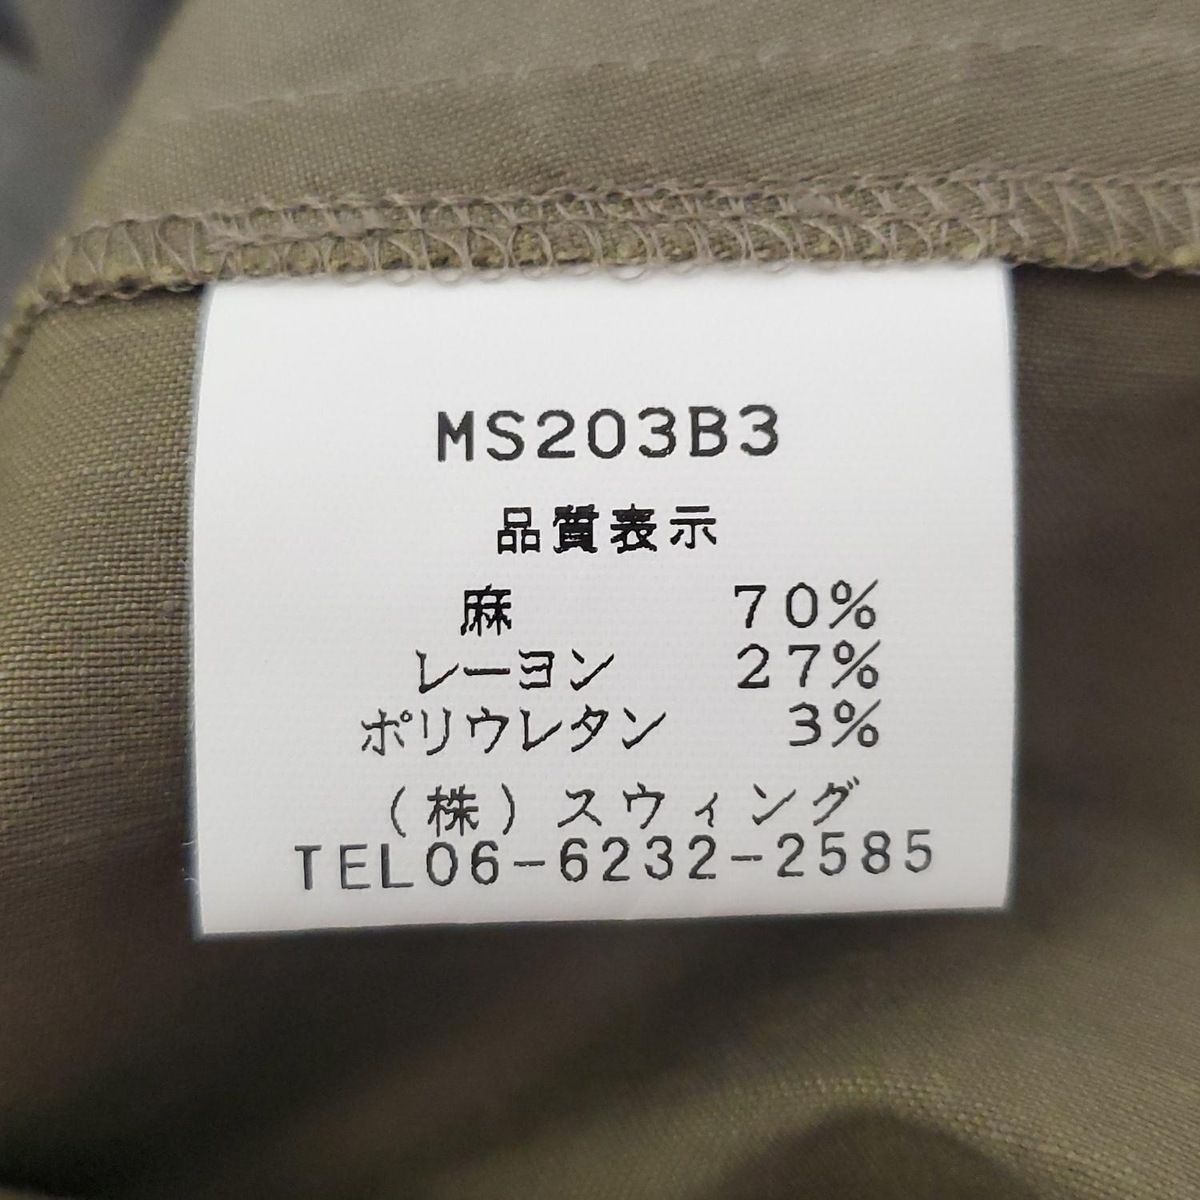 MS203B3
品質表示
麻 70%
レーヨン 27%
ポリウレタン 3%
(株)スウィング
TEL06-6232-2585